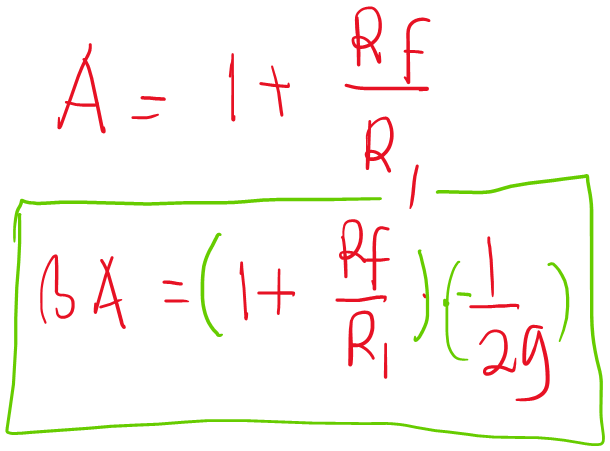 A = 1 + Rf/R1
βA = (1 + Rf/R1) · (-1/29)